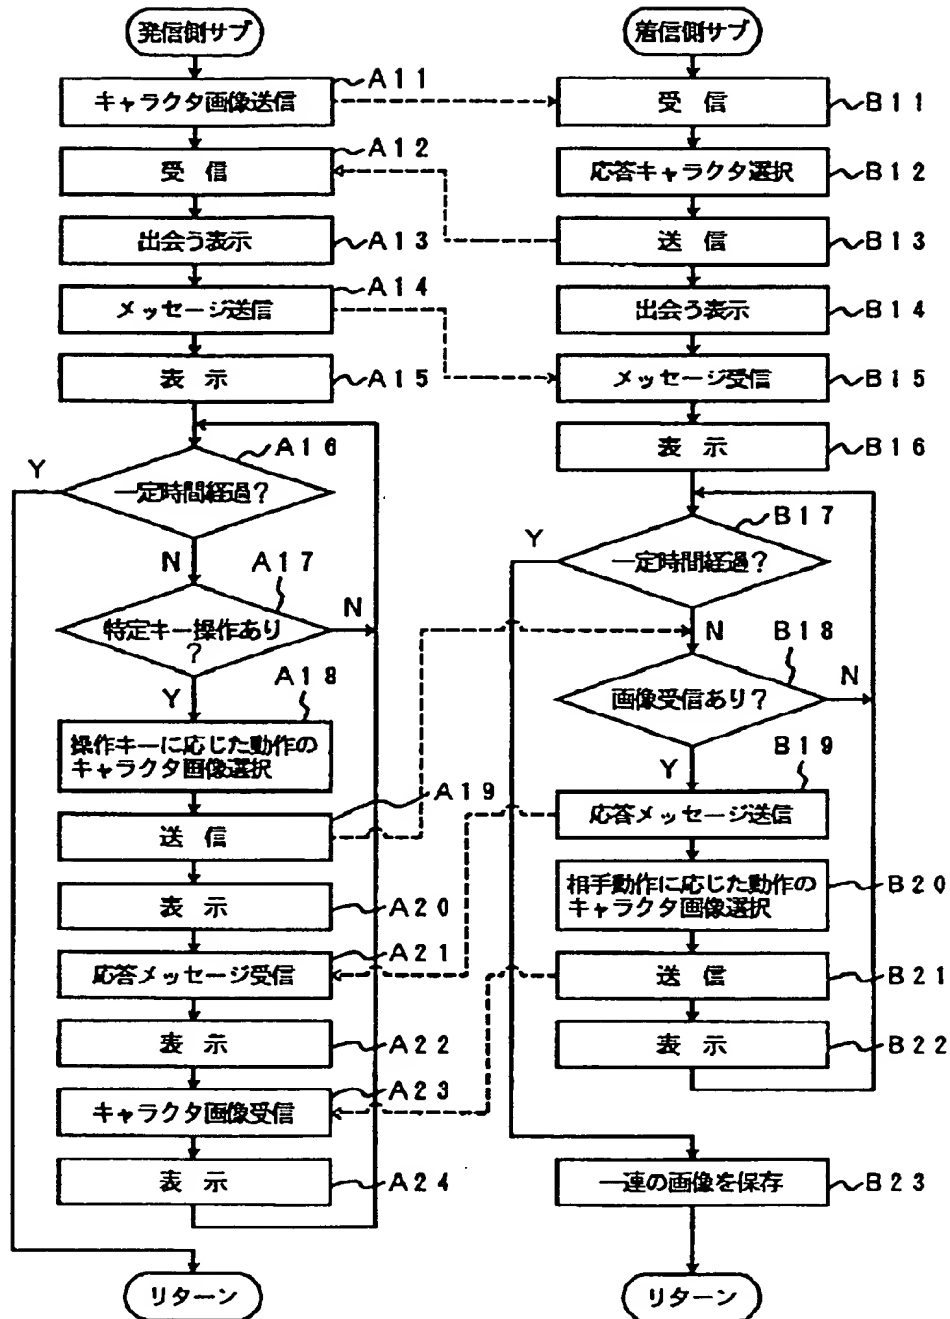 発信側サブ
キャラクタ画像送信
A11
受 信
A12
出会う表示
A13
メッセージ送信
A14
表 示
A15
A16
Y
一定時間経過?
N
A17
特定キー操作あり
?
N
Y
A18
操作キーに応じた動作の
キャラクタ画像選択
A19
送 信
表 示
A20
応答メッセージ受信
A21
表 示
A22
キャラクタ画像受信
A23
表 示
A24
リターン
着信側サブ
受 信
B11
応答キャラクタ選択
B12
送 信
B13
出会う表示
B14
メッセージ受信
B15
表 示
B16
B17
Y
一定時間経過?
N
B18
画像受信あり?
N
Y
B19
応答メッセージ送信
相手動作に応じた動作の
キャラクタ画像選択
B20
送 信
B21
表 示
B22
一連の画像を保存
B23
リターン